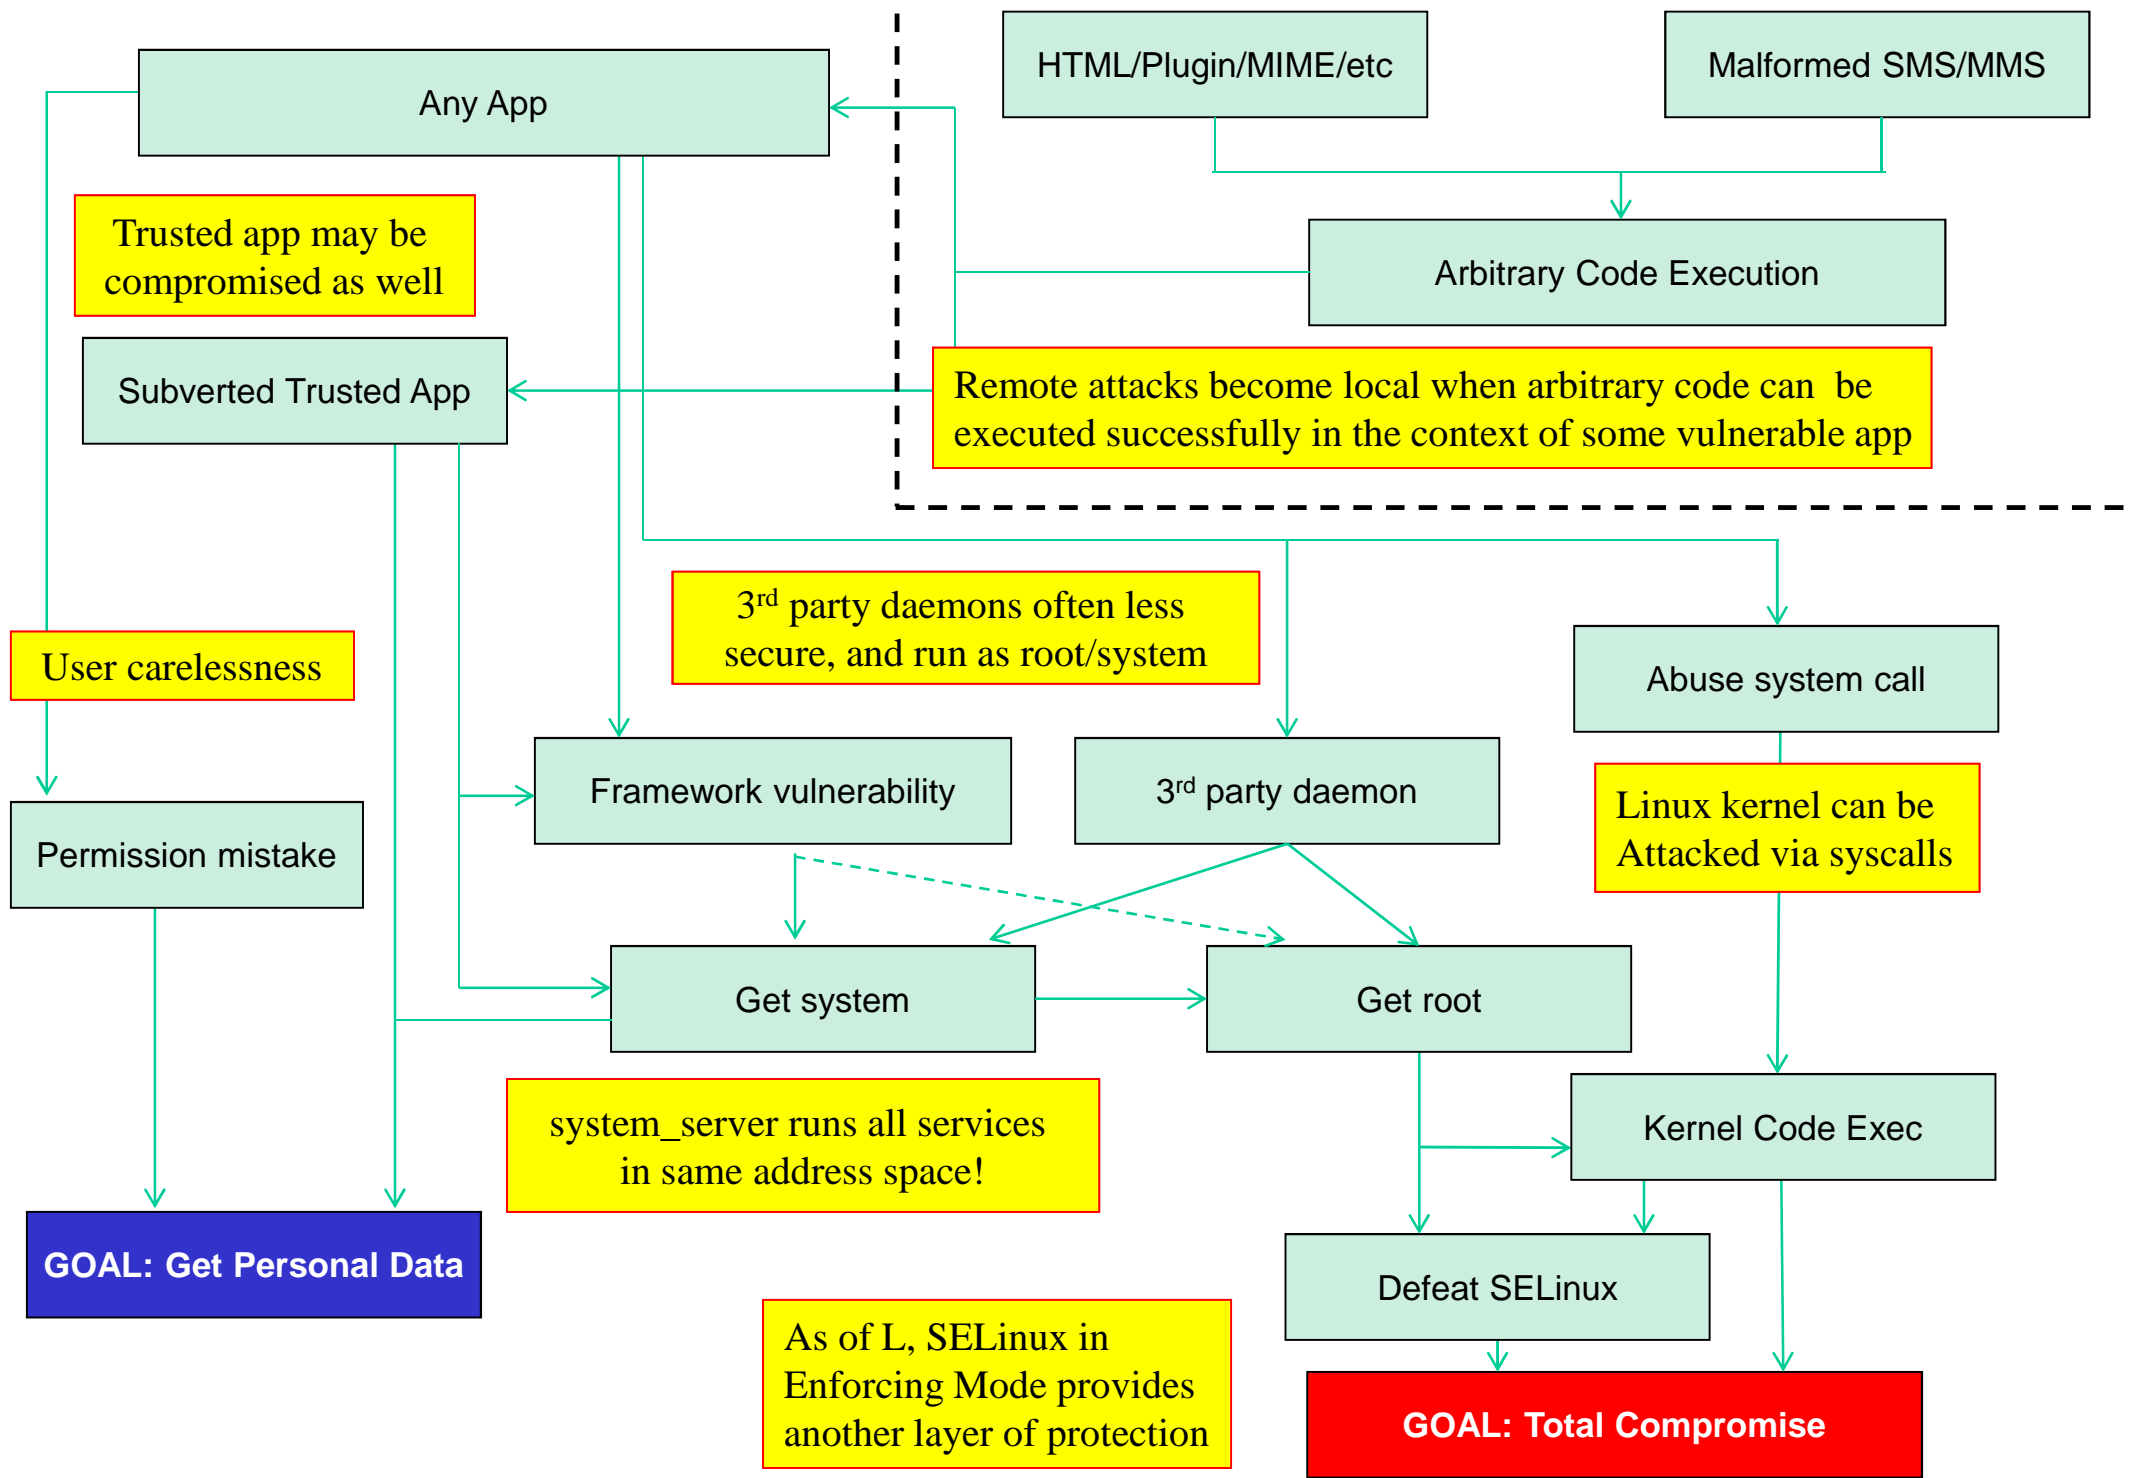 HTML/Plugin/MIME/etc
Malformed SMS/MMS
Any App
Trusted app may be
compromised as well
Arbitrary Code Execution
Subverted Trusted App
Remote attacks become local when arbitrary code can  be
executed successfully in the context of some vulnerable app
3rd party daemons often less
secure, and run as root/system
User carelessness
Abuse system call
Framework vulnerability
3rd party daemon
Linux kernel can be
Attacked via syscalls
Permission mistake
Get system
Get root
system_server runs all services
in same address space!
Kernel Code Exec
GOAL: Get Personal Data
Defeat SELinux
As of L, SELinux in
Enforcing Mode provides
another layer of protection
GOAL: Total Compromise